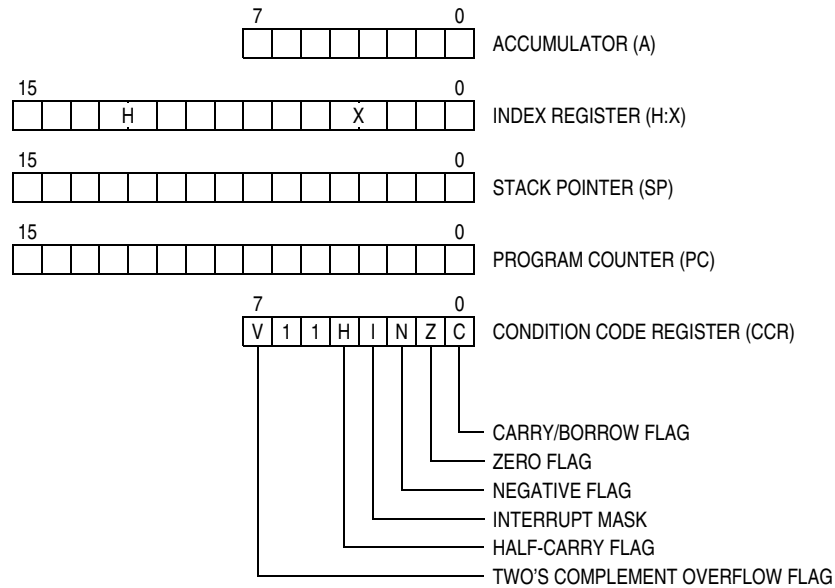 7 0
ACCUMULATOR (A)
15 0
H X INDEX REGISTER (H:X)
15 0
STACK POINTER (SP)
15 0
PROGRAM COUNTER (PC)
7 0
V 1 1 H I N Z C CONDITION CODE REGISTER (CCR)
CARRY/BORROW FLAG
ZERO FLAG
NEGATIVE FLAG
INTERRUPT MASK
HALF-CARRY FLAG
TWO'S COMPLEMENT OVERFLOW FLAG